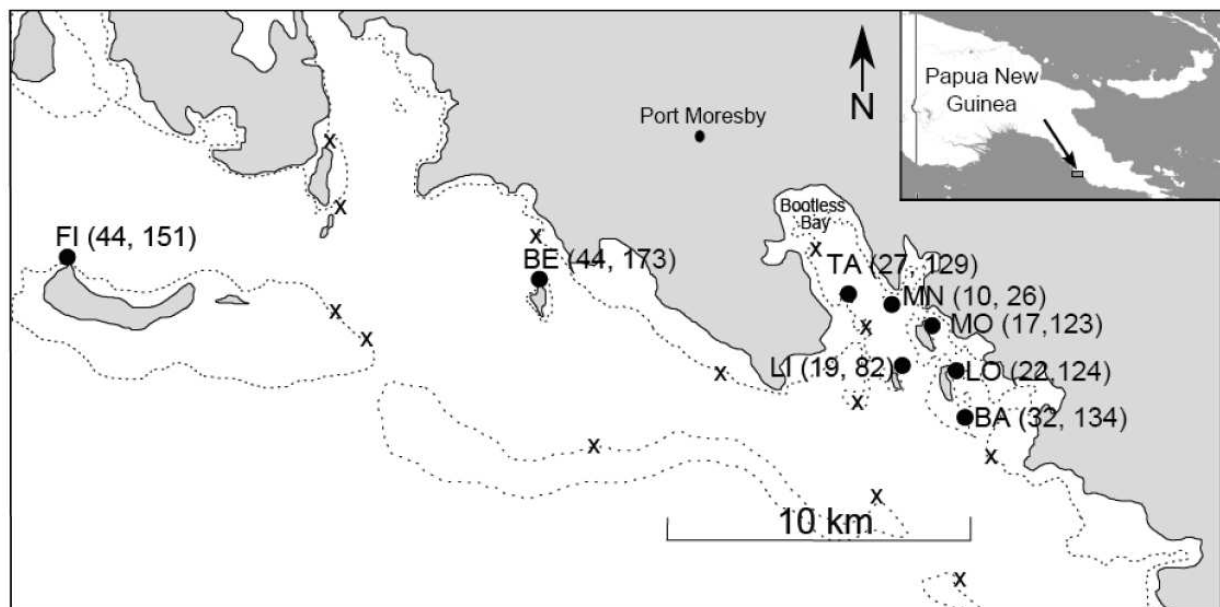 Papua New
Guinea
N
Port Moresby
x
x
Bootless
Bay
x
x
FI (44, 151)
BE (44, 173)
TA (27, 129)
MN (10, 26)
x
x
MO (17,123)
x
LI (19, 82)
x
LO (22,124)
x
BA (32, 134)
x
x
x
10 km
x